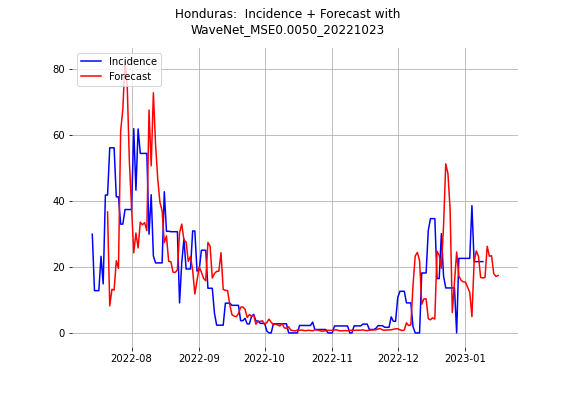 Honduras:  Incidence + Forecast with
WaveNet_MSE0.0050_20221023
Incidence
Forecast
80
60
40
20
0
2022-08
2022-09
2022-10
2022-11
2022-12
2023-01